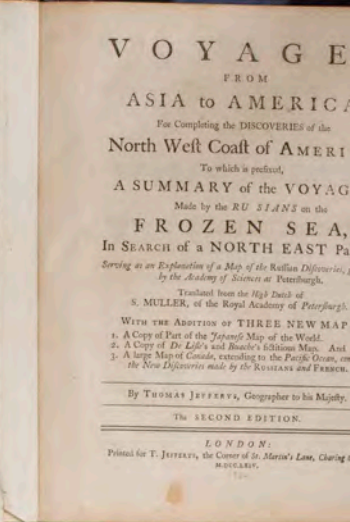 VOYAGE
FROM
ASIA to AMERICA
For Completing the DISCOVERIES of the
North Weſt Coaſt of AMERI
To which is prefixed,
A SUMMARY of the VOYAG
Made by the RU SIANS on the
FROZEN SEA,
In SEARCH of a NORTH EAST Pa
Serving as an Explanation of a Map of the Ruſſian Diſcoveries,
by the Academy of Sciences at Peterſburgh.
Tranſlated from the High Dutch of
S. MULLER, of the Royal Academy of Peterſburgh.
WITH THE ADDITION OF THREE NEW MAP
1. A Copy of Part of the Japaneſe Map of the World.
2. A Copy of De Liſle's and Buache's fictitious Map. And
3. A large Map of Canada, extending to the Pacific Ocean,
the New Diſcoveries made by the RUSSIANS and FRENCH.
By THOMAS JEFFERYS, Geographer to his Majeſty.
The SECOND EDITION.
LONDON:
Printed for T. JEFFERYS, the Corner of St. Martin's Lane, Charing
M.DCC.LXIV.